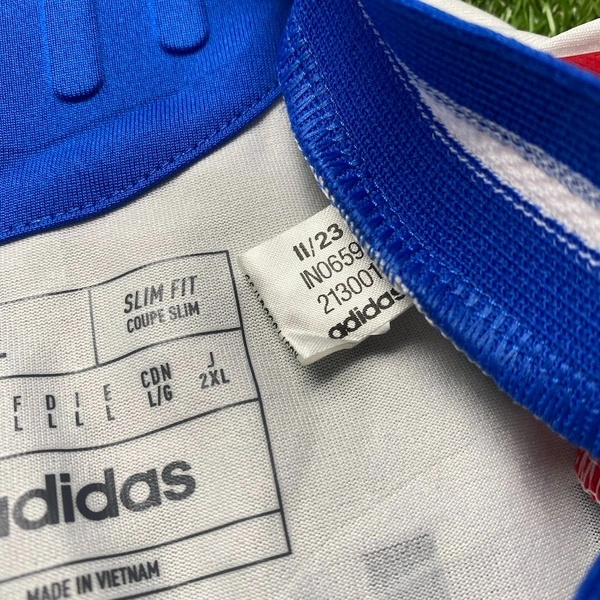 11/23
IN0659
213001
adidas
SLIM FIT
COUPE SLIM
F D I E CDN J
L L L L L/G 2XL
adidas
MADE IN VIETNAM